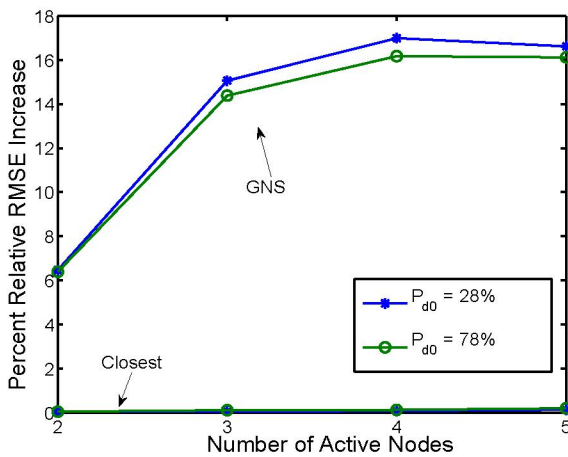 18
16
14
12
10
8
6
4
2
0
Percent Relative RMSE Increase
GNS
P_d0 = 28%
P_d0 = 78%
Closest
2
3
4
5
Number of Active Nodes